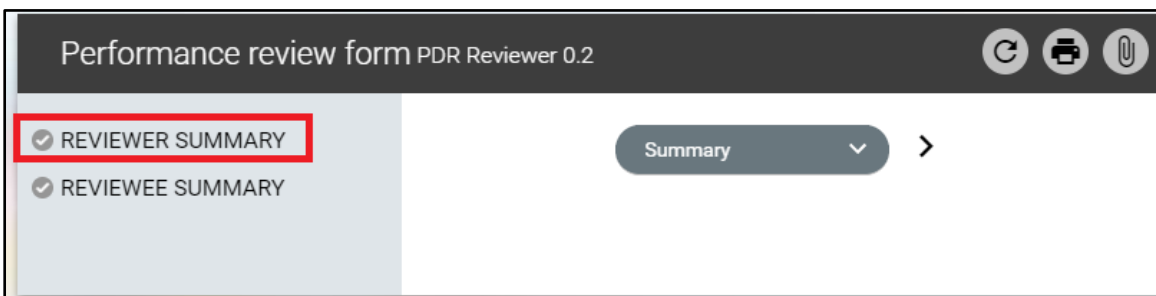 Performance review form PDR Reviewer 0.2
REVIEWER SUMMARY
Summary
REVIEWEE SUMMARY